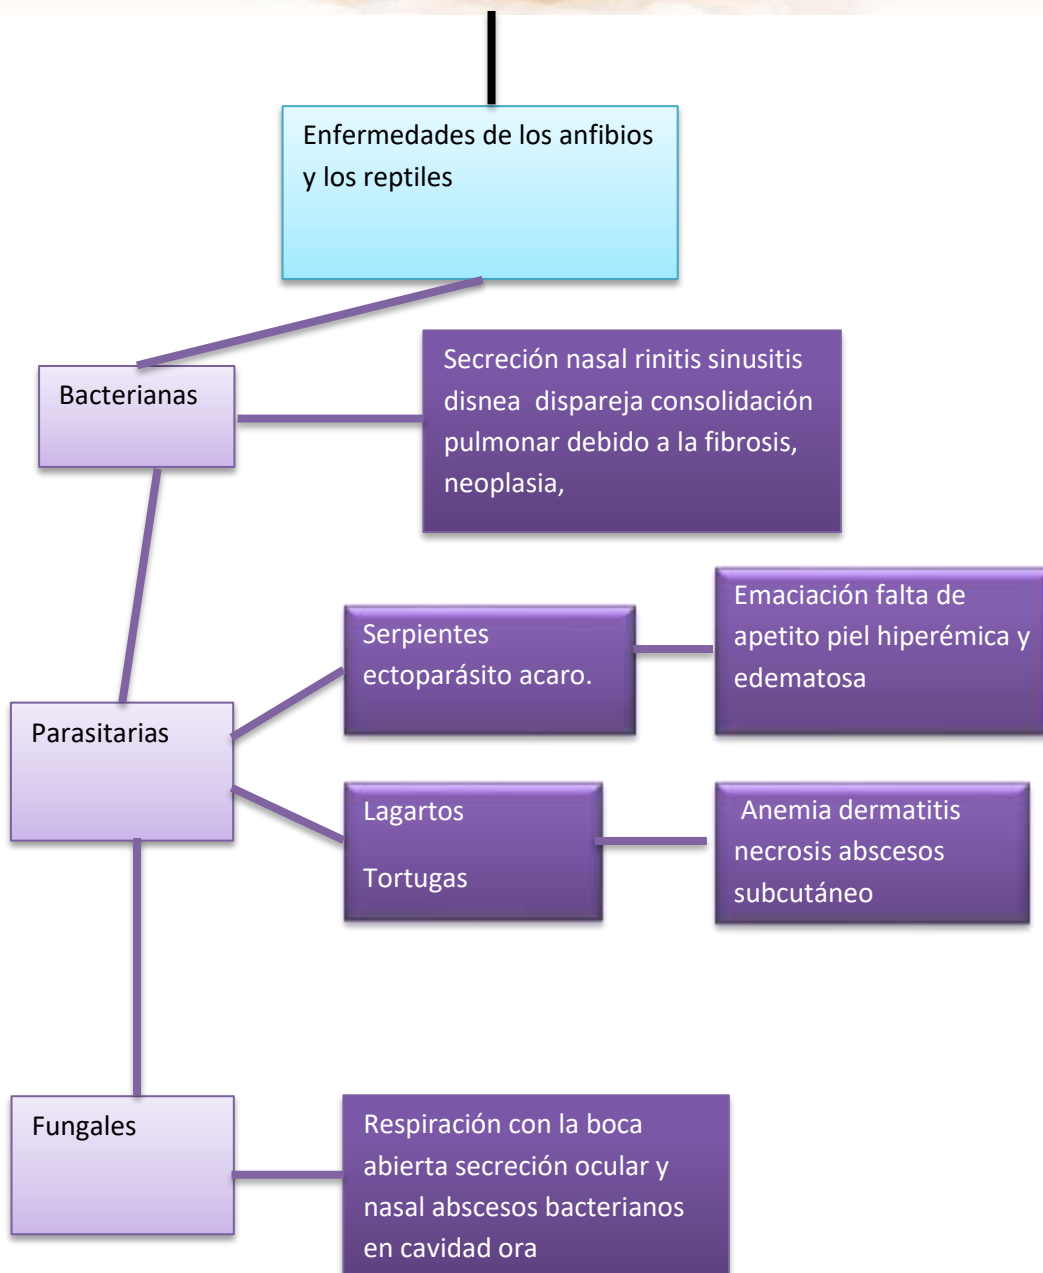 Enfermedades de los anfibios
y los reptiles
Bacterianas
Secreción nasal rinitis sinusitis
disnea  dispareja consolidación
pulmonar debido a la fibrosis,
neoplasia,
Parasitarias
Serpientes
ectoparásito acaro.
Emaciación falta de
apetito piel hiperémica y
edematosa
Lagartos
Tortugas
Anemia dermatitis
necrosis abscesos
subcutáneo
Fungales
Respiración con la boca
abierta secreción ocular y
nasal abscesos bacterianos
en cavidad ora